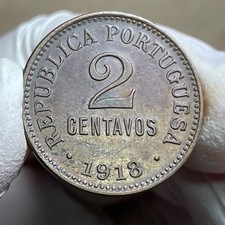 REPUBLICA PORTUGUESA
2
CENTAVOS
1918